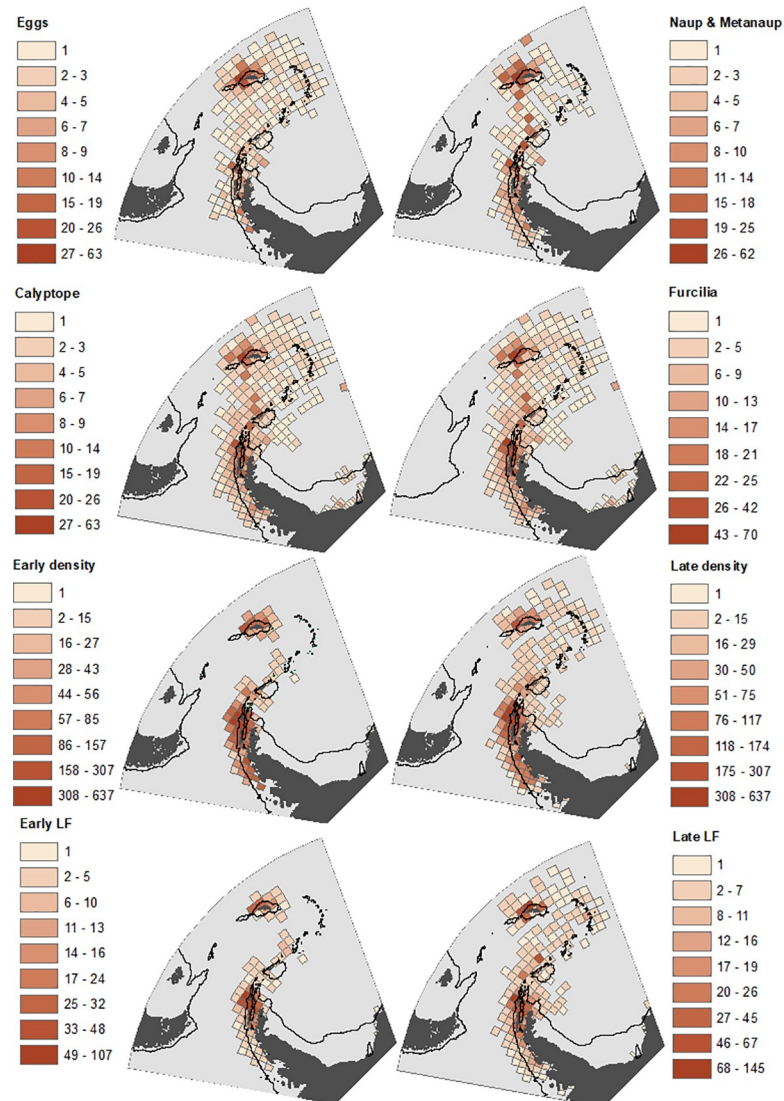 Eggs
1
2 - 3
4 - 5
6 - 7
8 - 9
10 - 14
15 - 19
20 - 26
27 - 63
Naup & Metanaup
1
2 - 3
4 - 5
6 - 7
8 - 10
11 - 14
15 - 18
19 - 25
26 - 62
Calyptope
1
2 - 3
4 - 5
6 - 7
8 - 9
10 - 14
15 - 19
20 - 26
27 - 63
Furcilia
1
2 - 5
6 - 9
10 - 13
14 - 17
18 - 21
22 - 25
26 - 42
43 - 70
Early density
1
2 - 15
16 - 27
28 - 43
44 - 56
57 - 85
86 - 157
158 - 307
308 - 637
Late density
1
2 - 15
16 - 29
30 - 50
51 - 75
76 - 117
118 - 174
175 - 307
308 - 637
Early LF
1
2 - 5
6 - 10
11 - 13
14 - 16
17 - 24
25 - 32
33 - 48
49 - 107
Late LF
1
2 - 7
8 - 11
12 - 16
17 - 19
20 - 26
27 - 45
46 - 67
68 - 145